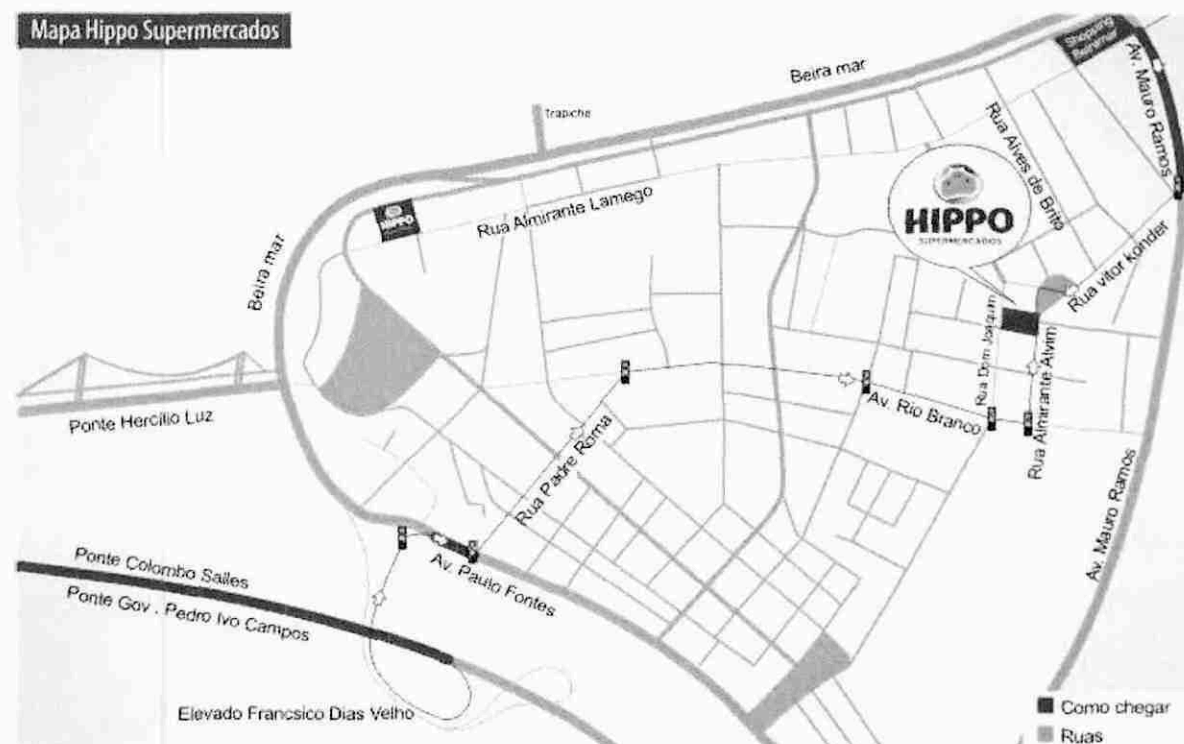 Mapa Hippo Supermercados
Shopping
Beiramar
Av. Mauro Ramos
Beira mar
Trapiche
Rua Alves de Brito
HIPPO
SUPERMERCADOS
HIPPO
Rua Almirante Lamego
Beira mar
Rua vitor konder
Rua Dom Joaquim
Rua Almirante Alvim
Ponte Hercílio Luz
Av. Rio Branco
Rua Padre Roma
Av. Mauro Ramos
Av. Paulo Fontes
Ponte Colombo Salles
Ponte Gov . Pedro Ivo Campos
Elevado Francsico Dias Velho
Como chegar
Ruas